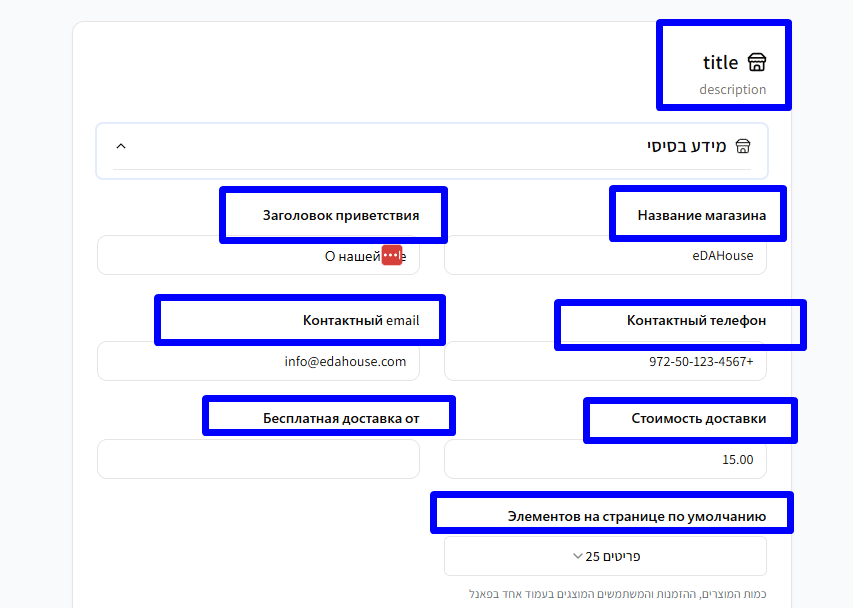 title
description
מידע בסיסי
Название магазина
Заголовок приветствия
eDAHouse
О нашей
Контактный телефон
Контактный email
972-50-123-4567+
info@edahouse.com
Стоимость доставки
Бесплатная доставка от
15.00
Элементов на странице по умолчанию
25 פריטים
כמות המוצרים, ההזמנות והמשתמשים המוצגים בעמוד אחד בפאנל